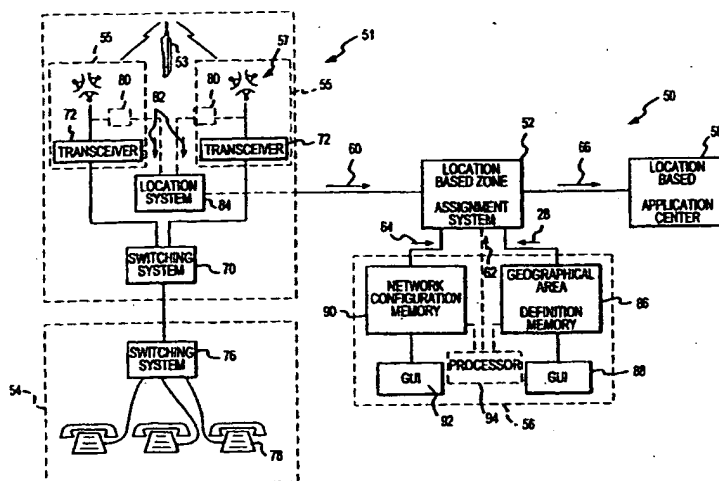 55
53
57
51
80
82
80
55
50
72
72
52
58
TRANSCEIVER
TRANSCEIVER
60
66
LOCATION BASED ZONE
ASSIGNMENT SYSTEM
LOCATION
BASED
APPLICATION CENTER
LOCATION
SYSTEM
84
64
28
62
SWITCHING
SYSTEM
70
NETWORK
CONFIGURATION
MEMORY
90
GEOGRAPHICAL
AREA
DEFINITION MEMORY
86
SWITCHING
SYSTEM
76
54
GUI
92
PROCESSOR
94
GUI
88
56
78